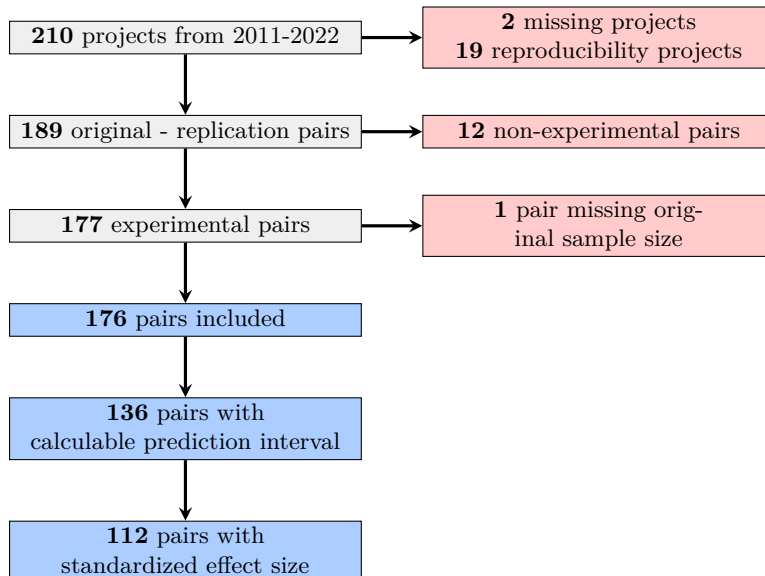 210 projects from 2011-2022
2 missing projects
19 reproducibility projects
189 original - replication pairs
12 non-experimental pairs
177 experimental pairs
1 pair missing orig-
inal sample size
176 pairs included
136 pairs with
calculable prediction interval
112 pairs with
standardized effect size